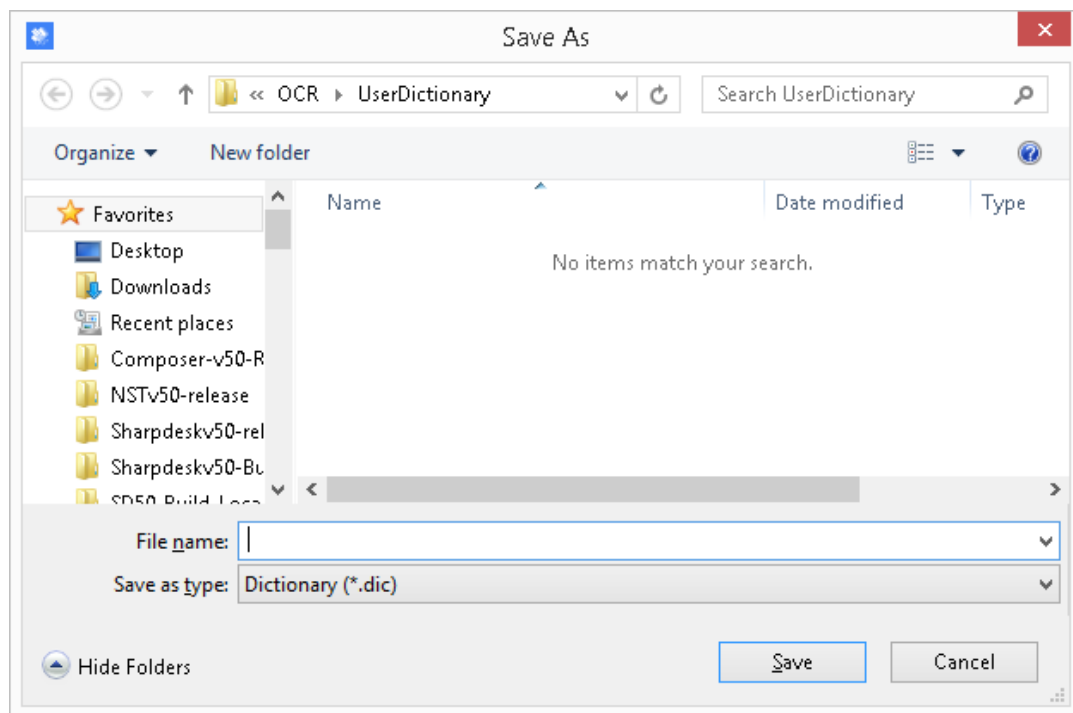 Save As
« OCR UserDictionary
Search UserDictionary
Organize New folder
Name Date modified Type
Favorites
No items match your search.
Desktop
Downloads
Recent places
Composer-v50-R
NSTv50-release
Sharpdeskv50-rel
Sharpdeskv50-Bu
File name:
Save as type: Dictionary (*.dic)
Hide Folders Save Cancel